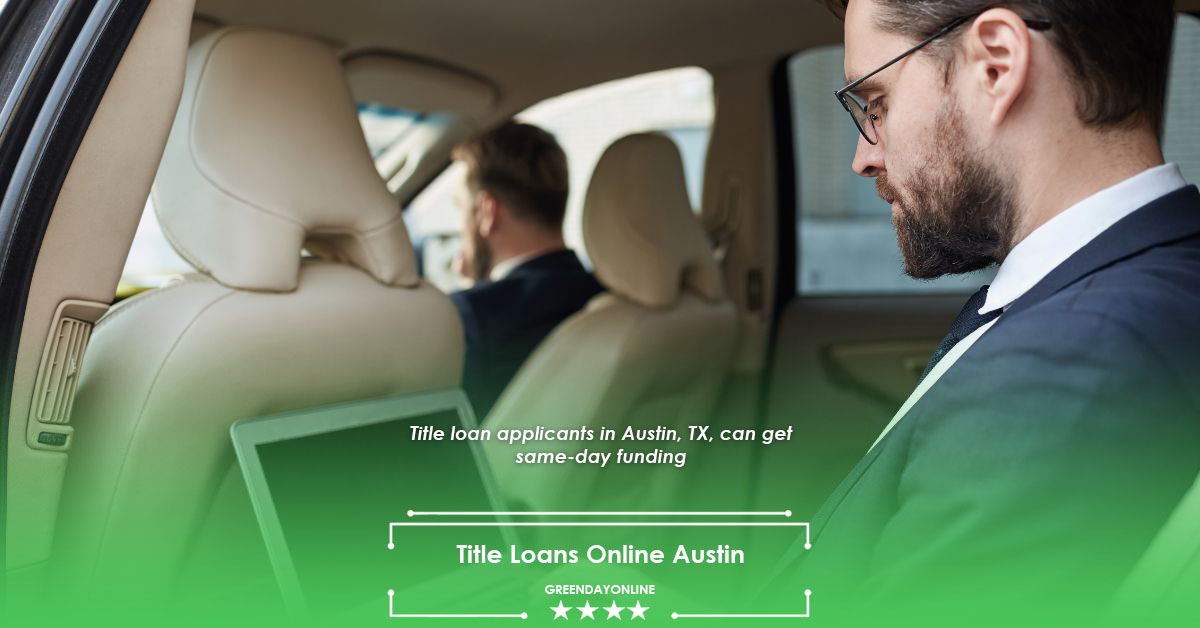 Title loan applicants in Austin, TX, can get
same-day funding
Title Loans Online Austin
GREENDAYONLINE